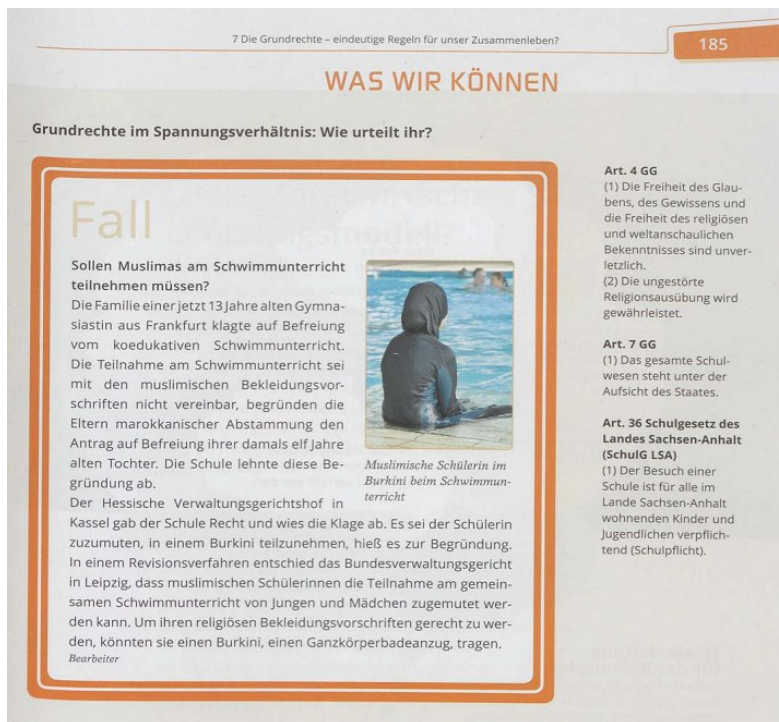 7 Die Grundrechte – eindeutige Regeln für unser Zusammenleben?
185
WAS WIR KÖNNEN
Grundrechte im Spannungsverhältnis: Wie urteilt ihr?
Fall
Sollen Muslimas am Schwimmunterricht
teilnehmen müssen?
Die Familie einer jetzt 13 Jahre alten Gymna-
siastin aus Frankfurt klagte auf Befreiung
vom koedukativen Schwimmunterricht.
Die Teilnahme am Schwimmunterricht sei
mit den muslimischen Bekleidungsvor-
schriften nicht vereinbar, begründen die
Eltern marokkanischer Abstammung den
Antrag auf Befreiung ihrer damals elf Jahre
alten Tochter. Die Schule lehnte diese Be-
gründung ab.
Der Hessische Verwaltungsgerichtshof in
Kassel gab der Schule Recht und wies die Klage ab. Es sei der Schülerin
zuzumuten, in einem Burkini teilzunehmen, hieß es zur Begründung.
In einem Revisionsverfahren entschied das Bundesverwaltungsgericht
in Leipzig, dass muslimischen Schülerinnen die Teilnahme am gemein-
samen Schwimmunterricht von Jungen und Mädchen zugemutet wer-
den kann. Um ihren religiösen Bekleidungsvorschriften gerecht zu wer-
den, könnten sie einen Burkini, einen Ganzkörperbadeanzug, tragen.
Bearbeiter
Muslimische Schülerin im
Burkini beim Schwimmun-
terricht
Art. 4 GG
(1) Die Freiheit des Glau-
bens, des Gewissens und
die Freiheit des religiösen
und weltanschaulichen
Bekenntnisses sind unver-
letzlich.
(2) Die ungestörte
Religionsausübung wird
gewährleistet.
Art. 7 GG
(1) Das gesamte Schul-
wesen steht unter der
Aufsicht des Staates.
Art. 36 Schulgesetz des
Landes Sachsen-Anhalt
(SchulG LSA)
(1) Der Besuch einer
Schule ist für alle im
Lande Sachsen-Anhalt
wohnenden Kinder und
Jugendlichen verpflich-
tend (Schulpflicht).